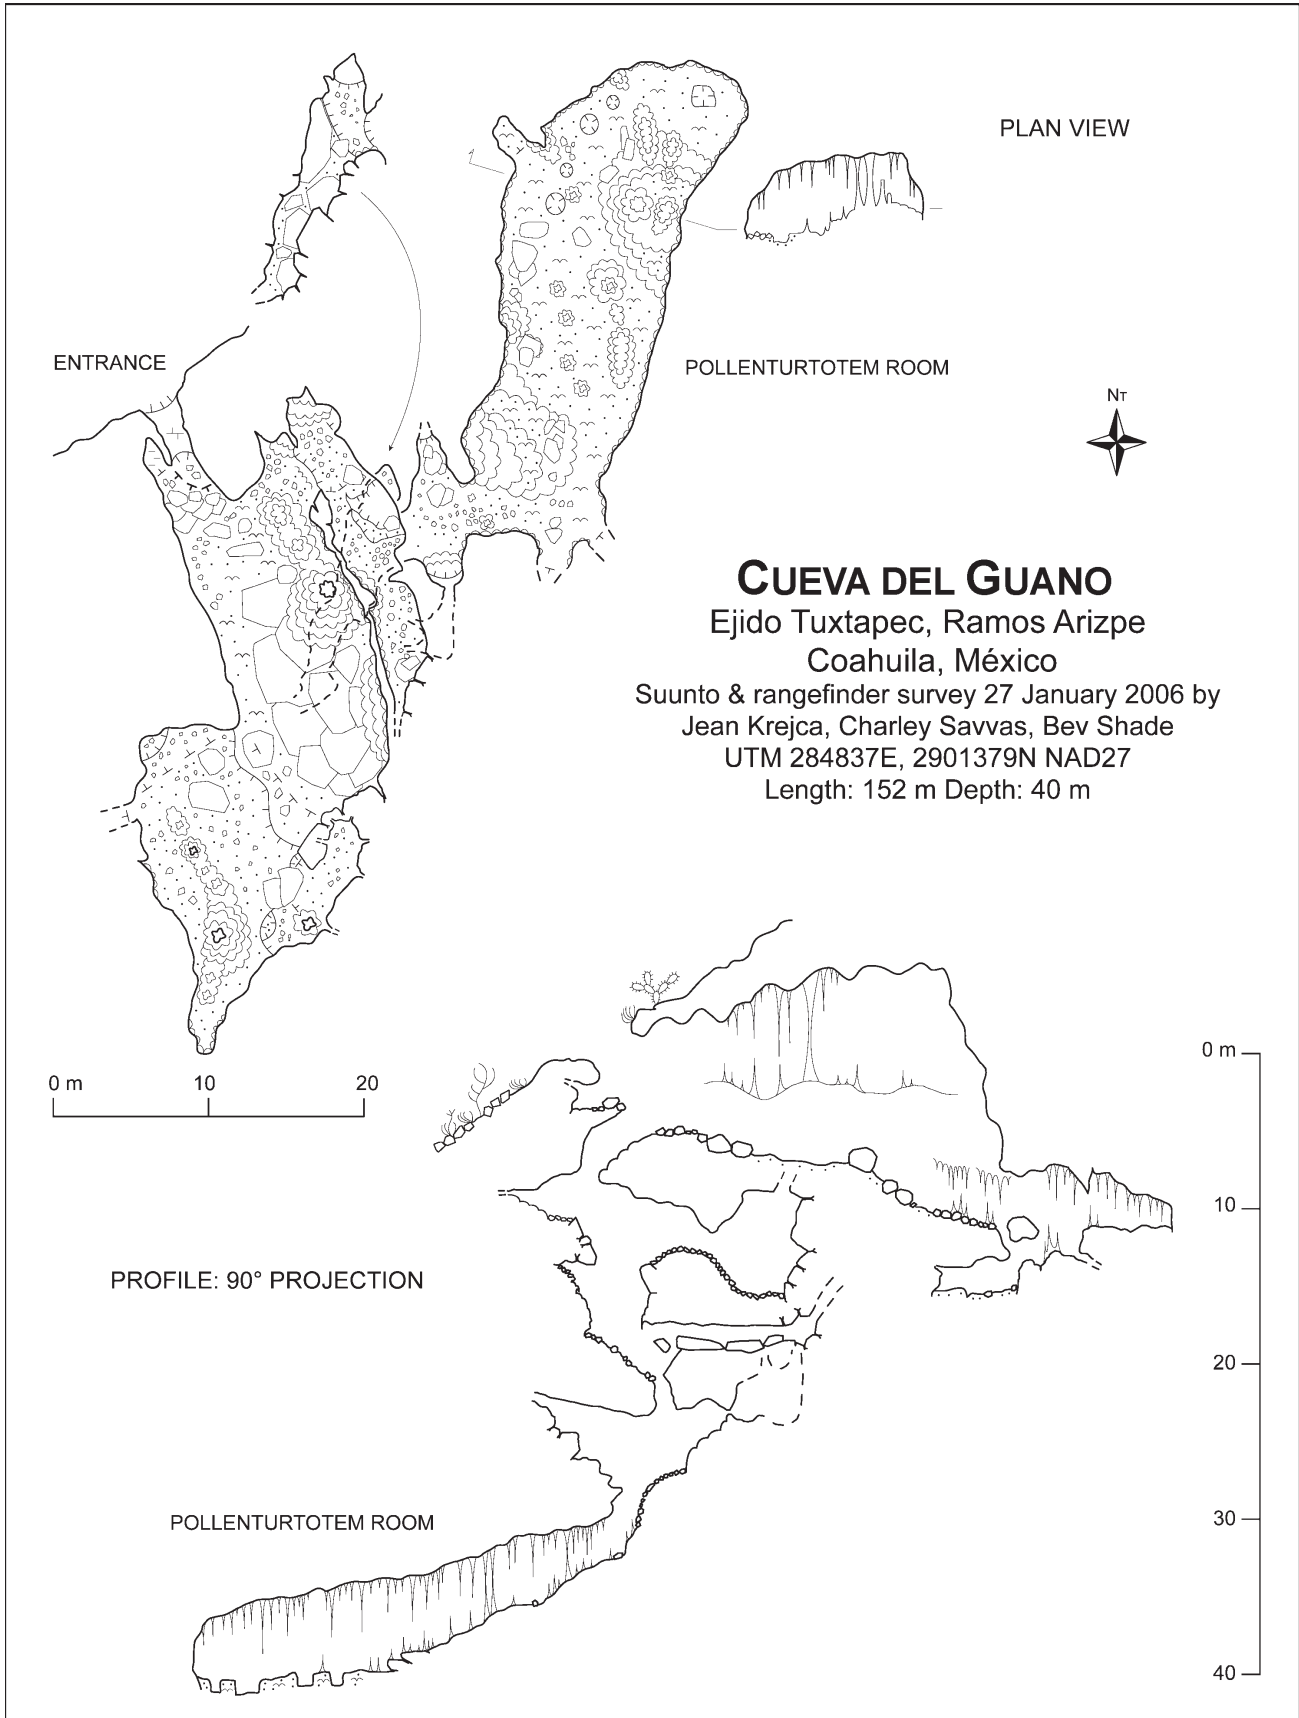 PLAN VIEW
ENTRANCE
POLLENTURTOTEM ROOM
NT
CUEVA DEL GUANO
Ejido Tuxtapec, Ramos Arizpe
Coahuila, México
Suunto & rangefinder survey 27 January 2006 by
Jean Krejca, Charley Savvas, Bev Shade
UTM 284837E, 2901379N NAD27
Length: 152 m Depth: 40 m
0 m 10 20
0 m
10
PROFILE: 90° PROJECTION
20
30
POLLENTURTOTEM ROOM
40